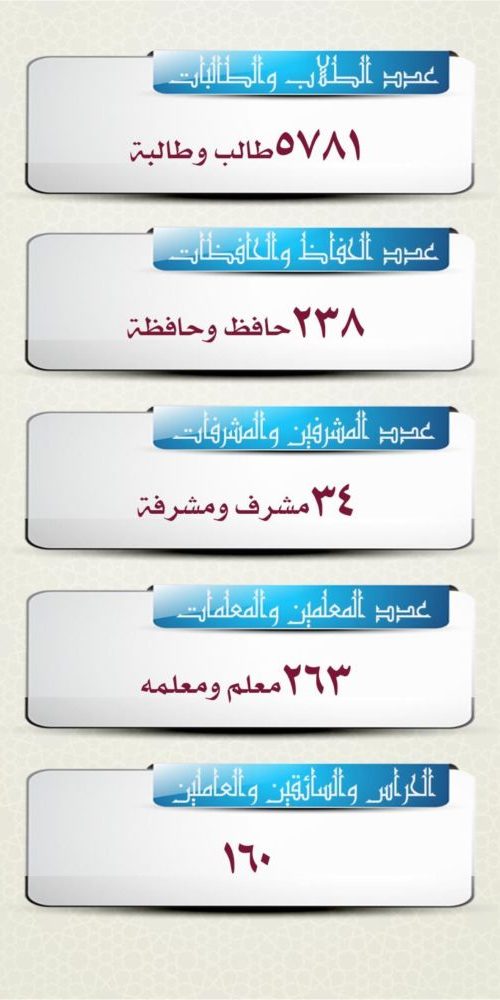 عدد الطلاب والطالبات
٥٧٨١ طالب وطالبة
عدد الحفاظ والحافظات
٢٣٨ حافظ وحافظة
عدد المشرفين والمشرفات
٣٤ مشرف ومشرفة
عدد المعلمين والمعلمات
٢٦٣ معلم ومعلمه
الحراس والسائقين والعاملين
١٦٠